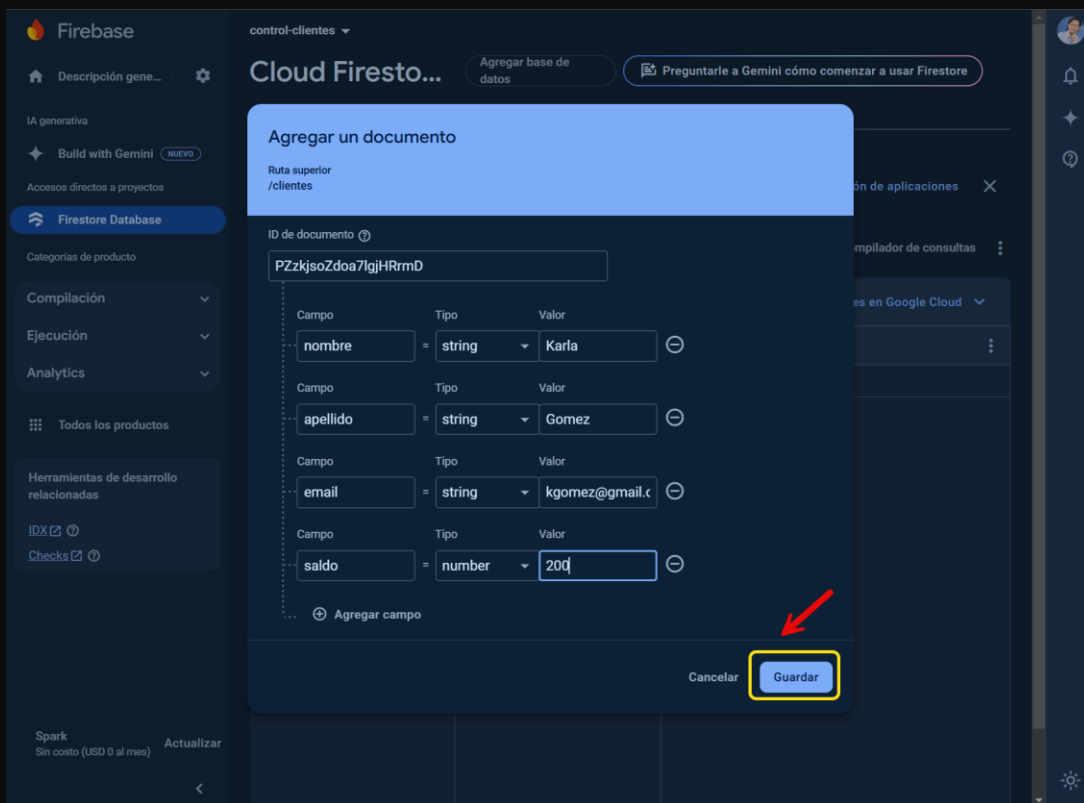 Firebase
control-clientes
Descripción gene...
Cloud Firesto...
Agregar base de
datos
Preguntarle a Gemini cómo comenzar a usar Firestore
IA generativa
Build with Gemini NUEVO
Accesos directos a proyectos
Firestore Database
Categorías de producto
Compilación
Ejecución
Analytics
Todos los productos
Herramientas de desarrollo
relacionadas
IDX
Checks
Spark
Sin costo (USD 0 al mes)
Actualizar
Agregar un documento
Ruta superior
/clientes
ón de aplicaciones
mpilador de consultas
es en Google Cloud
ID de documento
PZzkjsoZdoa7lgjHRrmD
Campo Tipo Valor
nombre = string Karla
Campo Tipo Valor
apellido = string Gomez
Campo Tipo Valor
email = string kgomez@gmail.c
Campo Tipo Valor
saldo = number 200
Agregar campo
Cancelar Guardar